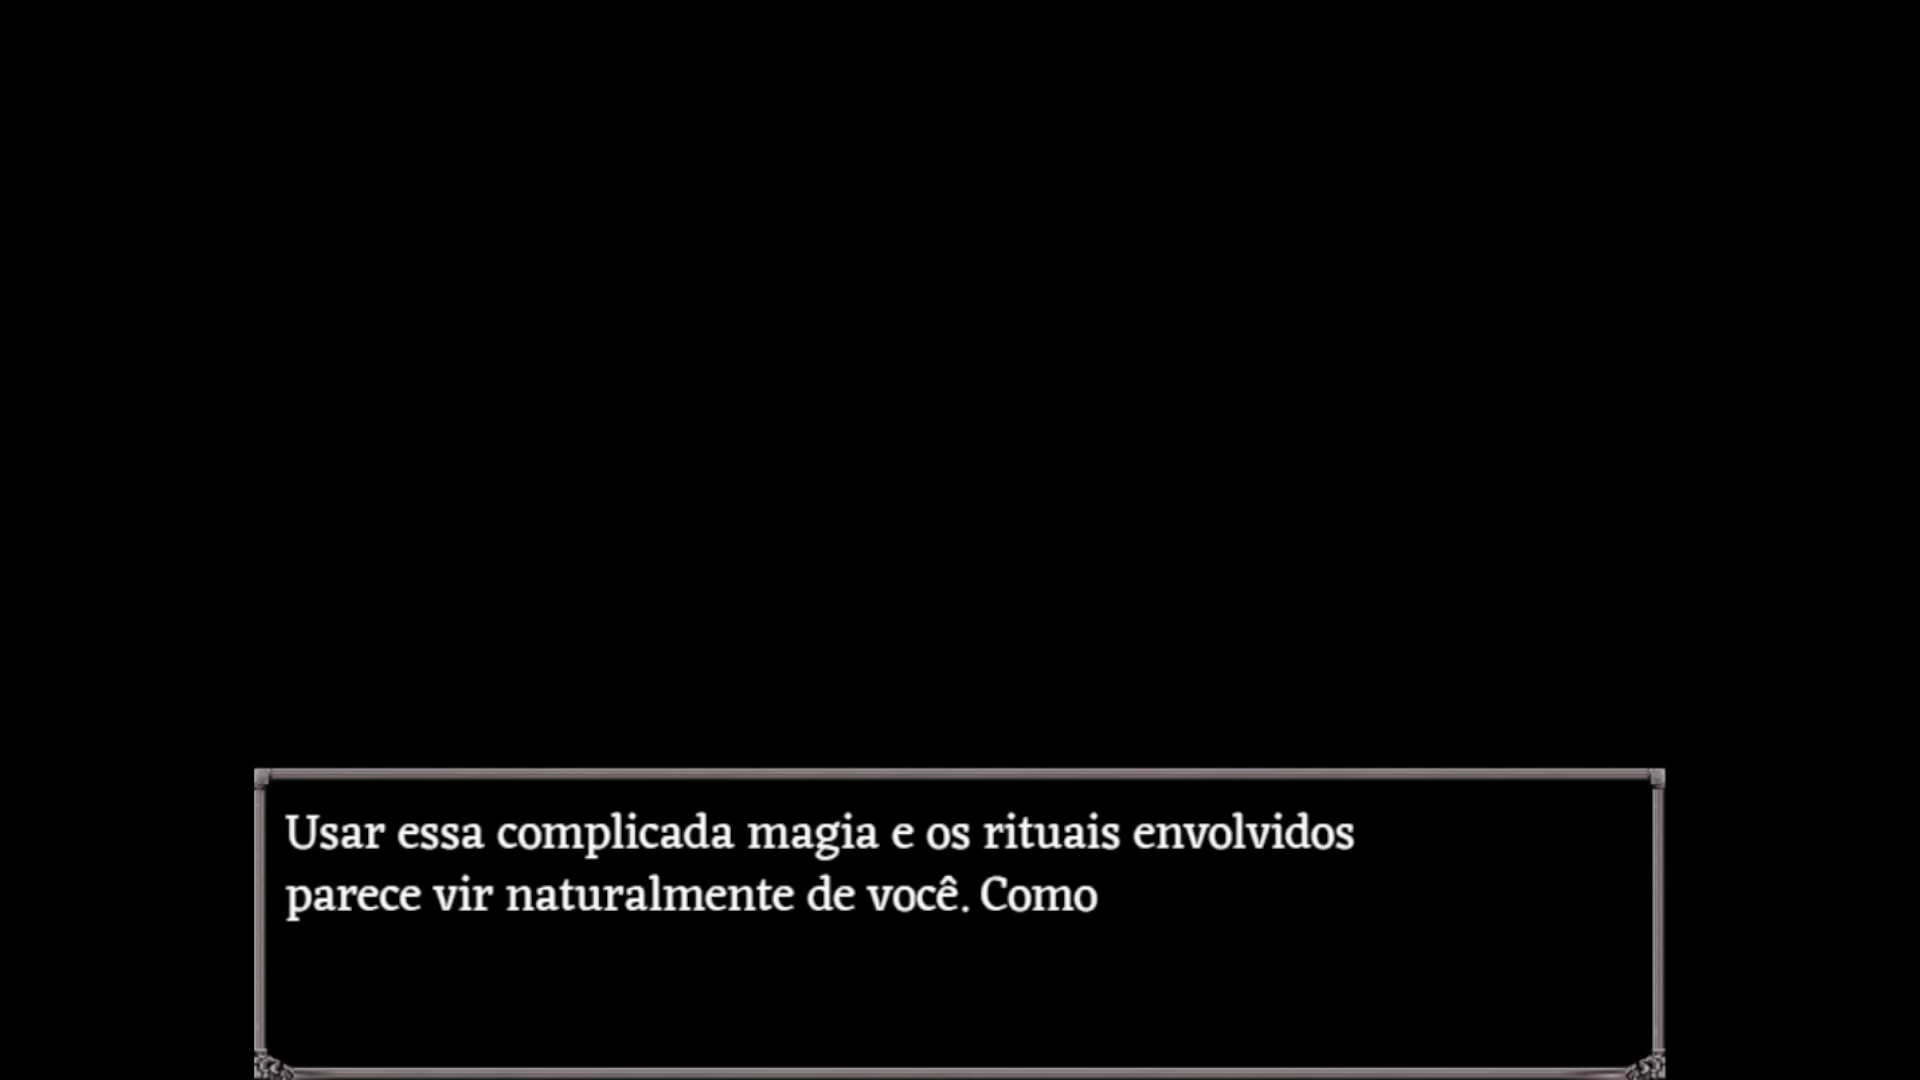 Usar essa complicada magia e os rituais envolvidos
parece vir naturalmente de você. Como